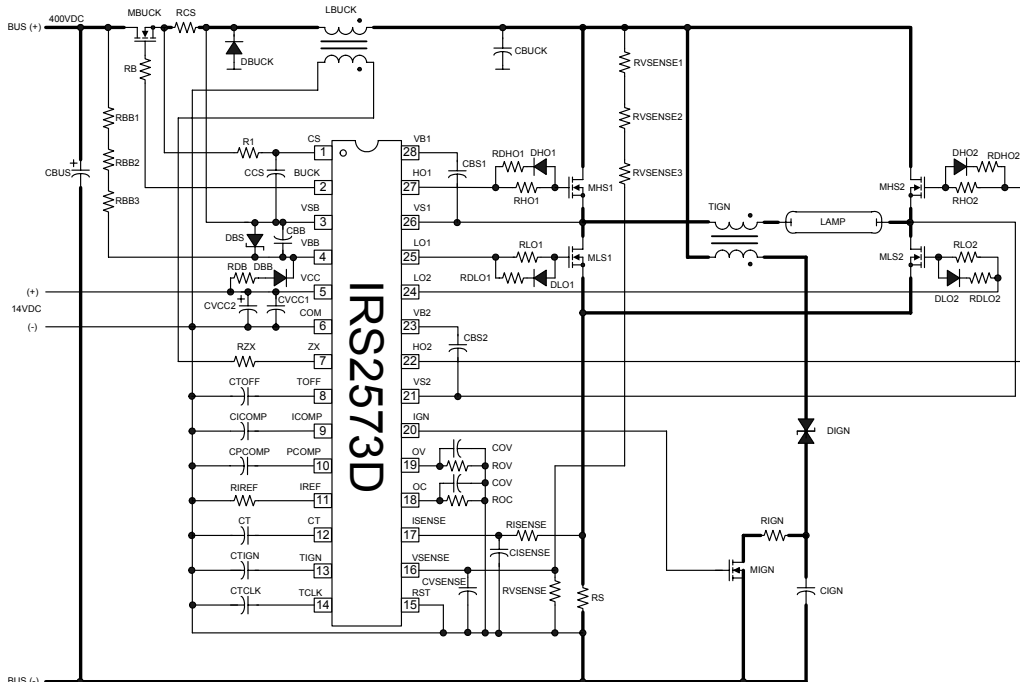 MBUCK RCS LBUCK
BUS (+) 400VDC
RB DBUCK CBUCK RVSENSE1
RBB1 RVSENSE2
R1 CS 1 28 VB1
RBB2 CCS CBS1 RDHO1 DHO1 RVSENSE3 DHO2 RDHO2
CBUS + BUCK 2 27 HO1 RHO1 MHS1 MHS2 RHO2
RBB3 TIGN LAMP
VSB 3 26 VS1
DBS CBB
VBB 4 25 LO1 RLO1 MLS1 MLS2 RLO2
RDB DBB RDLO1 DLO1 DLO2 RDLO2
(+) VCC 5 24 LO2
14VDC CVCC2 + CVCC1
(-) COM 6 23 VB2
CBS2
RZX ZX 7 22 HO2
CTOFF TOFF 8 21 VS2
CICOMP ICOMP 9 20 IGN DIGN
CPCOMP PCOMP 10 19 OV COV ROV
RIREF IREF 11 18 OC COV ROC
CT CT 12 17 ISENSE RISENSE RIGN
CTIGN TIGN 13 16 VSENSE CISENSE MIGN
CTCLK TCLK 14 15 RST CVSENSE RVSENSE RS CIGN
IRS2573D
BUS (-)